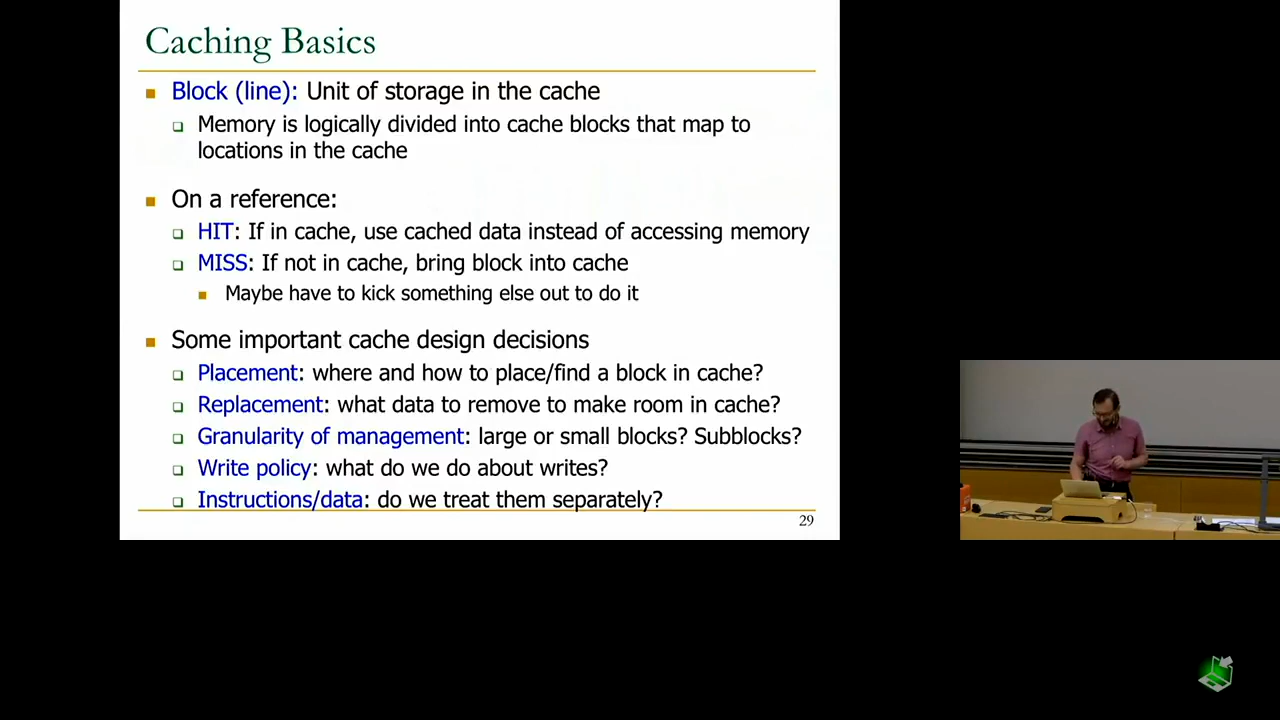 Caching Basics
Block (line): Unit of storage in the cache
Memory is logically divided into cache blocks that map to
locations in the cache
On a reference:
HIT: If in cache, use cached data instead of accessing memory
MISS: If not in cache, bring block into cache
Maybe have to kick something else out to do it
Some important cache design decisions
Placement: where and how to place/find a block in cache?
Replacement: what data to remove to make room in cache?
Granularity of management: large or small blocks? Subblocks?
Write policy: what do we do about writes?
Instructions/data: do we treat them separately?
29